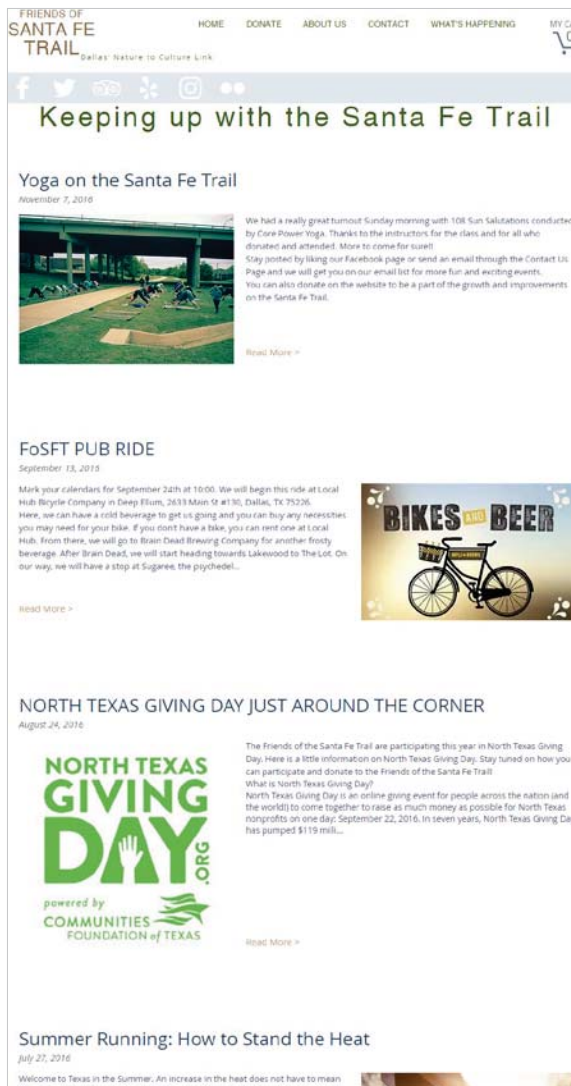 FRIENDS OF
SANTA FE
TRAIL
Dallas' Nature to Culture Link
HOME DONATE ABOUT US CONTACT WHAT'S HAPPENING
MY
Keeping up with the Santa Fe Trail
Yoga on the Santa Fe Trail
November 7, 2016
We had a really great turnout Sunday morning with 108 Sun Salutations conducted
by Core Power Yoga. Thanks to the instructors for the class and for all who
donated and attended. More to come for sure!!
Stay posted by liking our Facebook page or send an email through the Contact Us
Page and we will get you on our email list for more fun and exciting events.
You can also donate on the website to be a part of the growth and improvements
on the Santa Fe Trail.
Read More >
FoSFT PUB RIDE
September 13, 2016
Mark your calendars for September 24th at 10:00. We will begin this ride at Local
Hub Bicycle Company in Deep Ellum, 2633 Main St #130, Dallas, TX 75226.
Here, we can have a cold beverage to get us going and you can buy any necessities
you may need for your bike. If you don't have a bike, you can rent one at Local
Hub. From there, we will go to Brain Dead Brewing Company for another frosty
beverage. After Brain Dead, we will start heading towards Lakewood to The Lot. On
our way, we will have a stop at Sugaree, the psychedel...
BIKES AND BEER
Read More >
NORTH TEXAS GIVING DAY JUST AROUND THE CORNER
August 24, 2016
NORTH TEXAS
GIVING
DAY
.ORG
powered by
COMMUNITIES
FOUNDATION of TEXAS
The Friends of the Santa Fe Trail are participating this year in North Texas Giving
Day. Here is a little information on North Texas Giving Day. Stay tuned on how you
can participate and donate to the Friends of the Santa Fe Trail!
What is North Texas Giving Day?
North Texas Giving Day is an online giving event for people across the nation (and
the world!) to come together to raise as much money as possible for North Texas
nonprofits on one day: September 22, 2016. In seven years, North Texas Giving Da
has pumped $119 milli...
Read More >
Summer Running: How to Stand the Heat
July 27, 2016
Welcome to Texas in the Summer. An increase in the heat does not have to mean